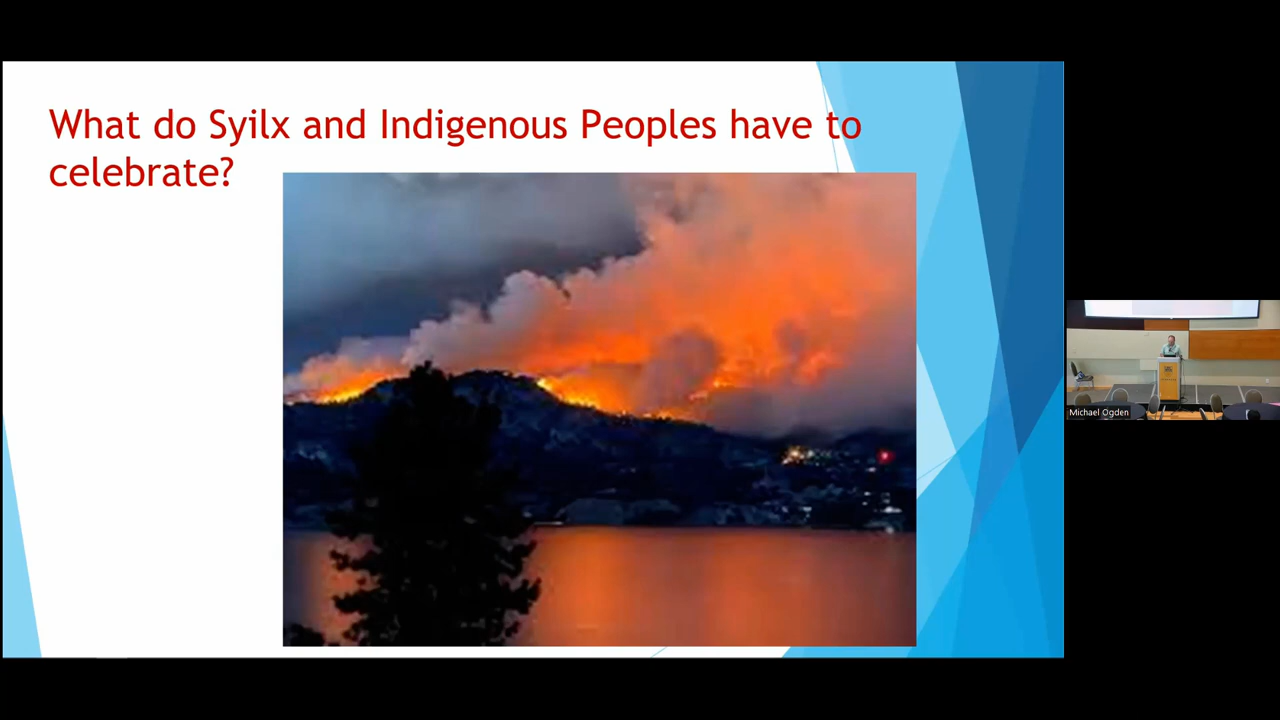 What do Syilx and Indigenous Peoples have to
celebrate?
Michael Ogden